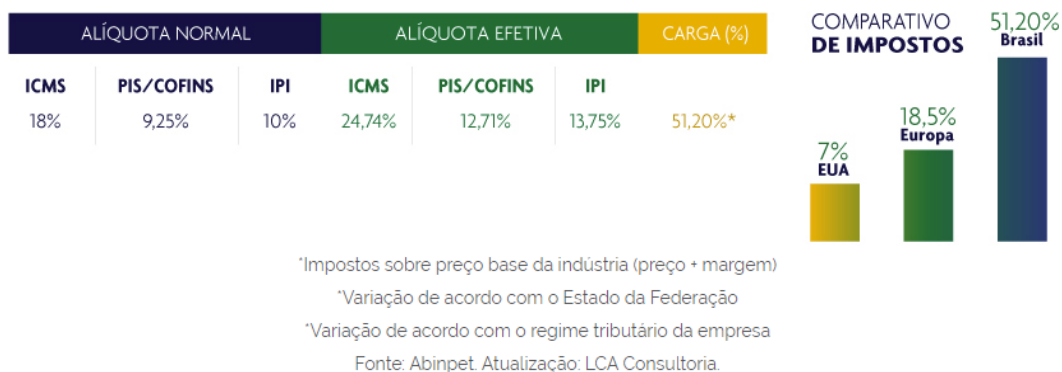 ALÍQUOTA NORMAL ALÍQUOTA EFETIVA CARGA (%)
ICMS PIS/COFINS IPI ICMS PIS/COFINS IPI
18% 9,25% 10% 24,74% 12,71% 13,75% 51,20%*
COMPARATIVO
DE IMPOSTOS
7%
EUA
18,5%
Europa
51,20%
Brasil
*Impostos sobre preço base da indústria (preço + margem)
*Variação de acordo com o Estado da Federação
*Variação de acordo com o regime tributário da empresa
Fonte: Abinpet. Atualização: LCA Consultoria.